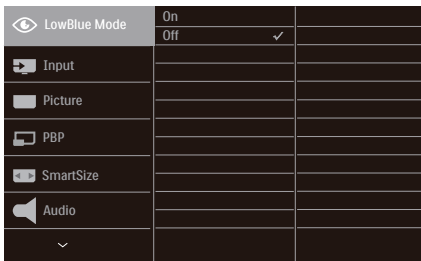 LowBlue Mode
On
Off
Input
Picture
PBP
SmartSize
Audio